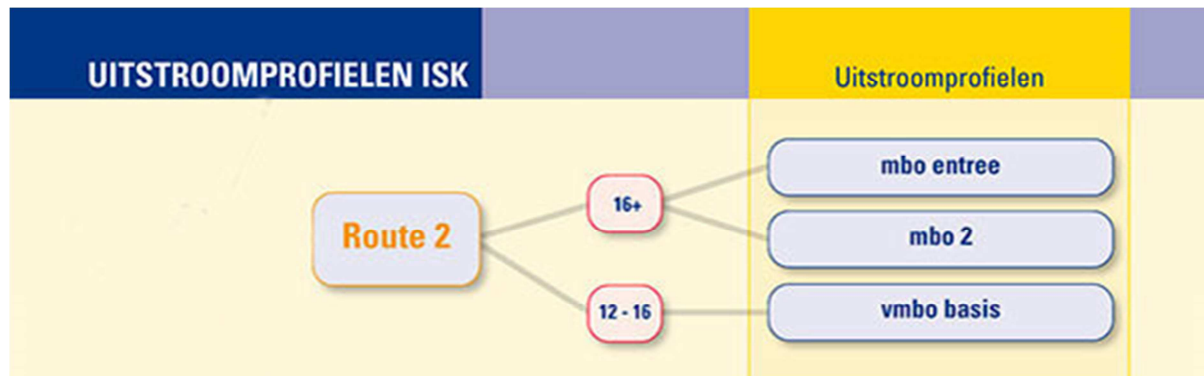 UITSTROOMPROFIELEN ISK
Uitstroomprofielen
Route 2
16+
mbo entree
mbo 2
12 - 16
vmbo basis